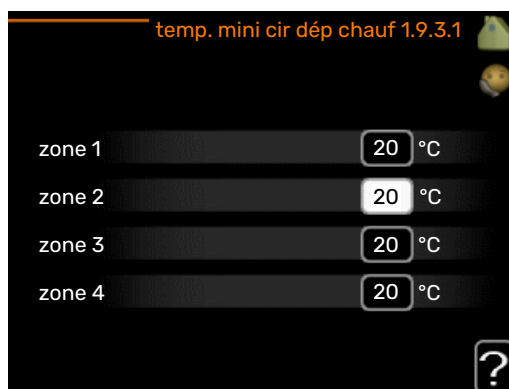 temp. mini cir dép chauf 1.9.3.1
zone 1 20 °C
zone 2 20 °C
zone 3 20 °C
zone 4 20 °C
?